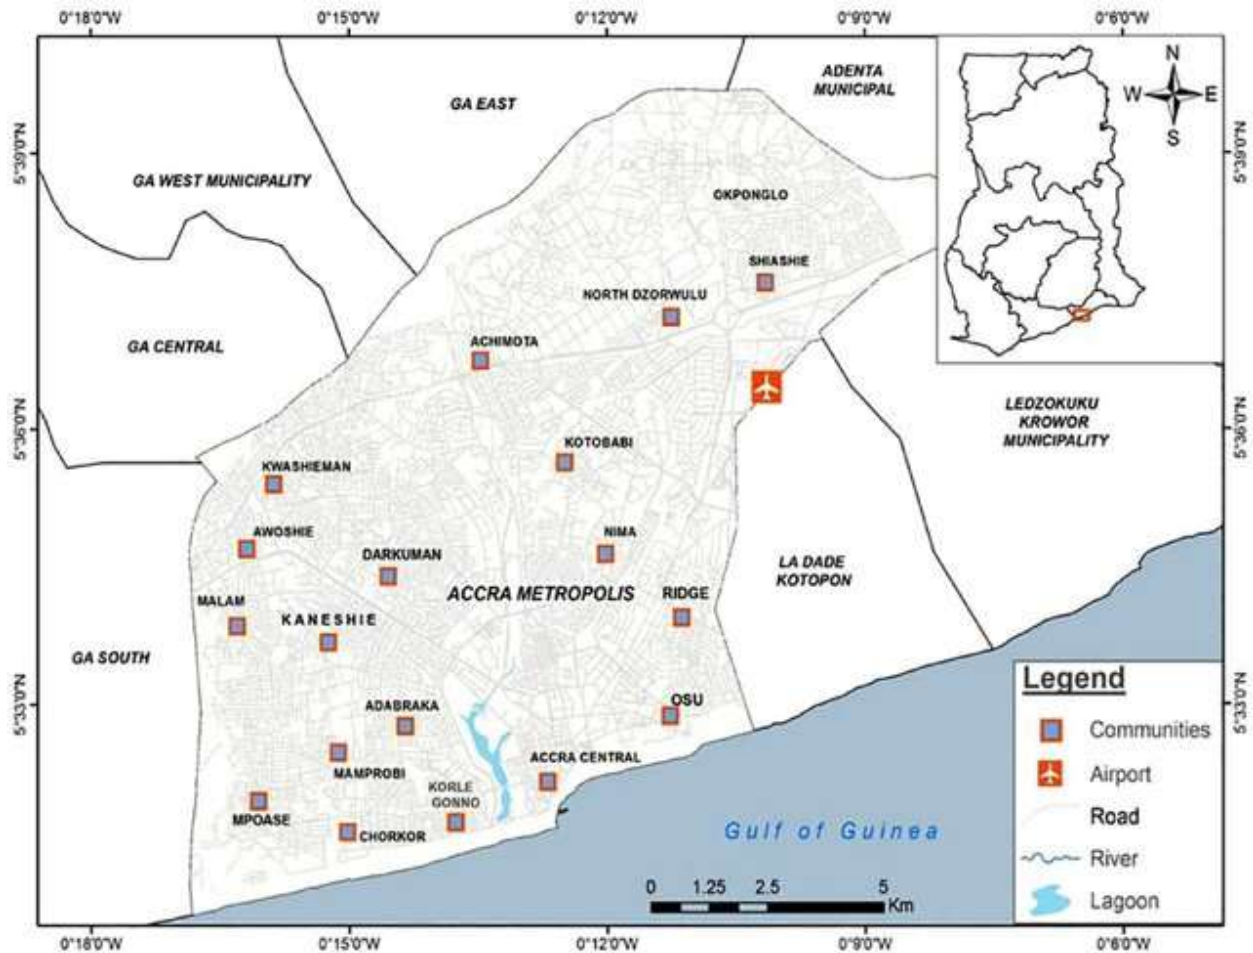 0°18'0"W 0°15'0"W 0°12'0"W 0°9'0"W 0°6'0"W
N
W E
S
ADENTA
MUNICIPAL
GA EAST
5°39'0"N
5°39'0"N
GA WEST MUNICIPALITY
OKPONGLO
SHIASHIE
NORTH DZORWULU
ACHIMOTA
GA CENTRAL
LEDZOKUKU
KROWOR
MUNICIPALITY
5°36'0"N
5°36'0"N
KOTOBABI
KWASHIEMAN
AWOSHIE
NIMA
DARKUMAN
LA DADE
KOTOPON
ACCRA METROPOLIS
RIDGE
MALAM
KANESHIE
GA SOUTH
5°33'0"N
5°33'0"N
OSU
ADABRAKA
ACCRA CENTRAL
MAMPROBI
KORLE
GONNO
MPOASE
CHORKOR
Gulf of Guinea
Legend
Communities
Airport
Road
River
Lagoon
0 1.25 2.5 5
Km
0°18'0"W 0°15'0"W 0°12'0"W 0°9'0"W 0°6'0"W